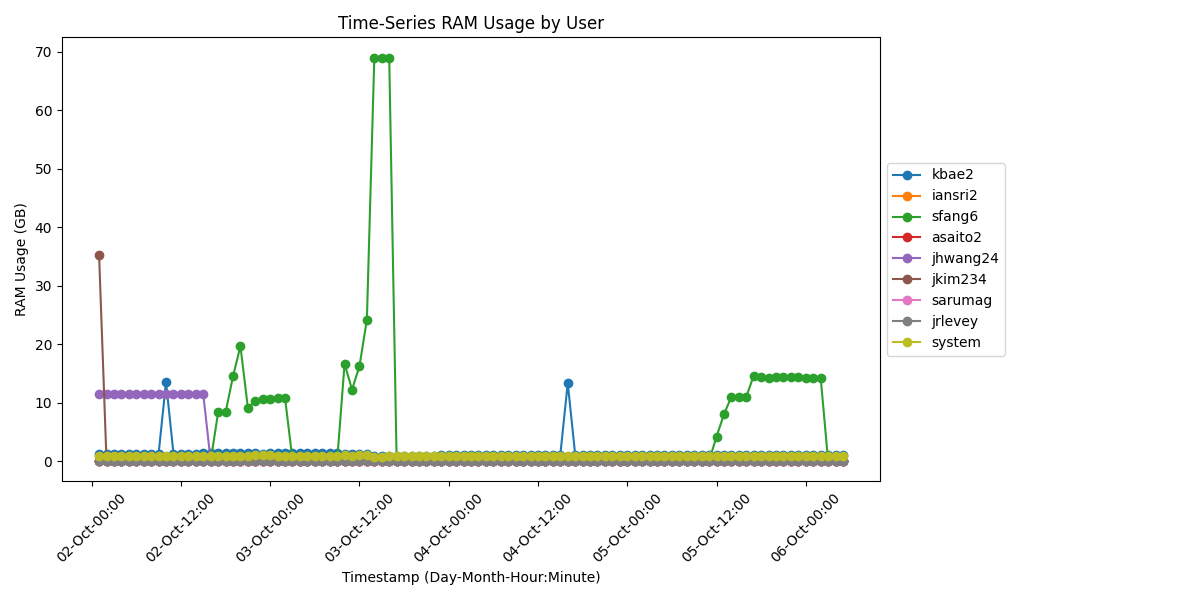 Time-Series RAM Usage by User
70
60
50
40
30
20
10
0
RAM Usage (GB)
02-Oct-00:00
02-Oct-12:00
03-Oct-00:00
03-Oct-12:00
04-Oct-00:00
04-Oct-12:00
05-Oct-00:00
05-Oct-12:00
06-Oct-00:00
Timestamp (Day-Month-Hour:Minute)
kbae2
iansri2
sfang6
asaito2
jhwang24
jkim234
sarumag
jrlevey
system